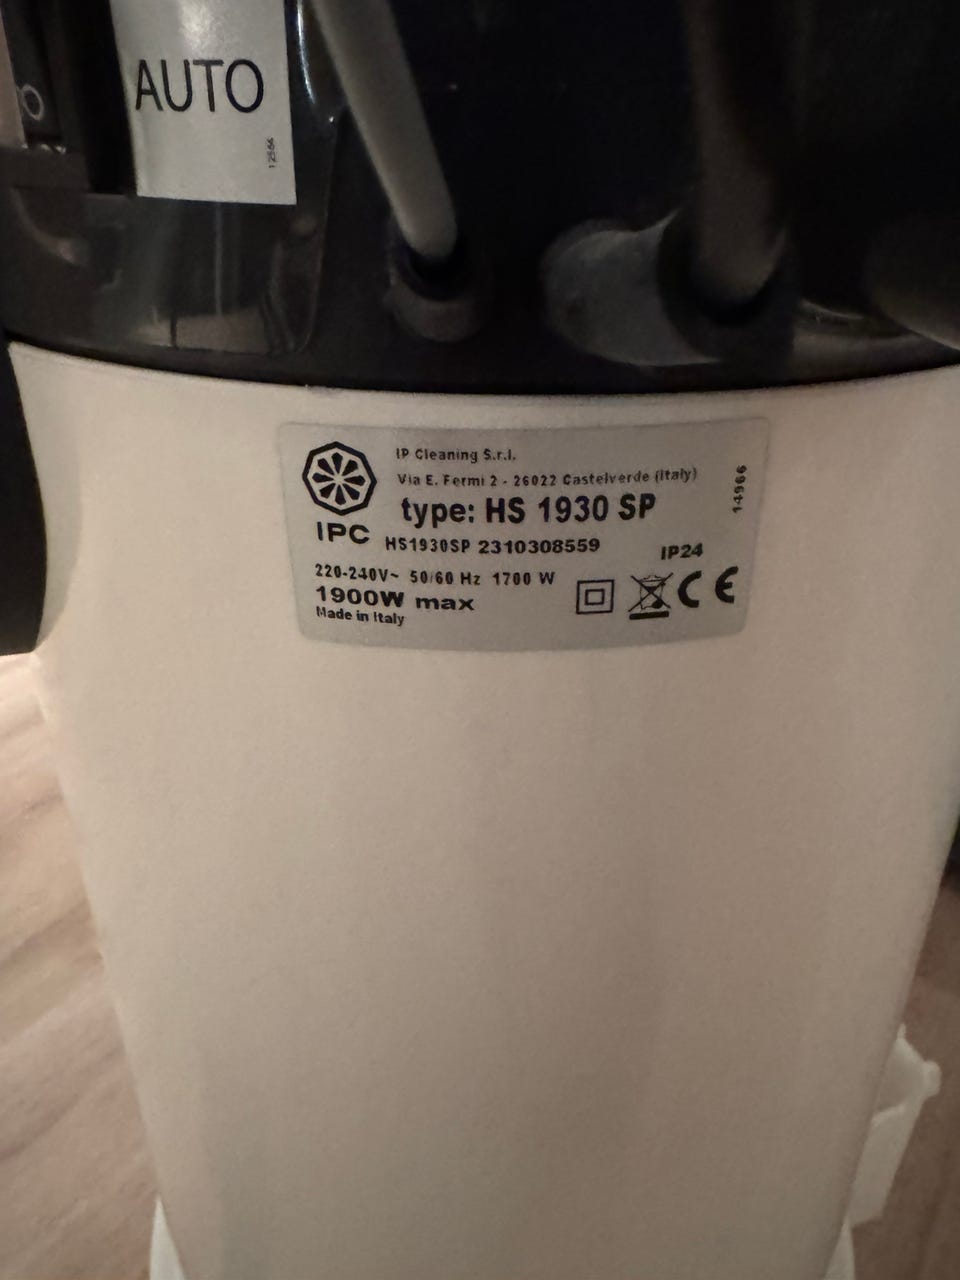 AUTO
12566
IP Cleaning S.r.l.
Via E. Fermi 2 - 26022 Castelverde (Italy)
type: HS 1930 SP
IPC
HS1930SP 2310308559
IP24
220-240V~ 50/60 Hz 1700 W
1900W max
Made in Italy
CE
14966